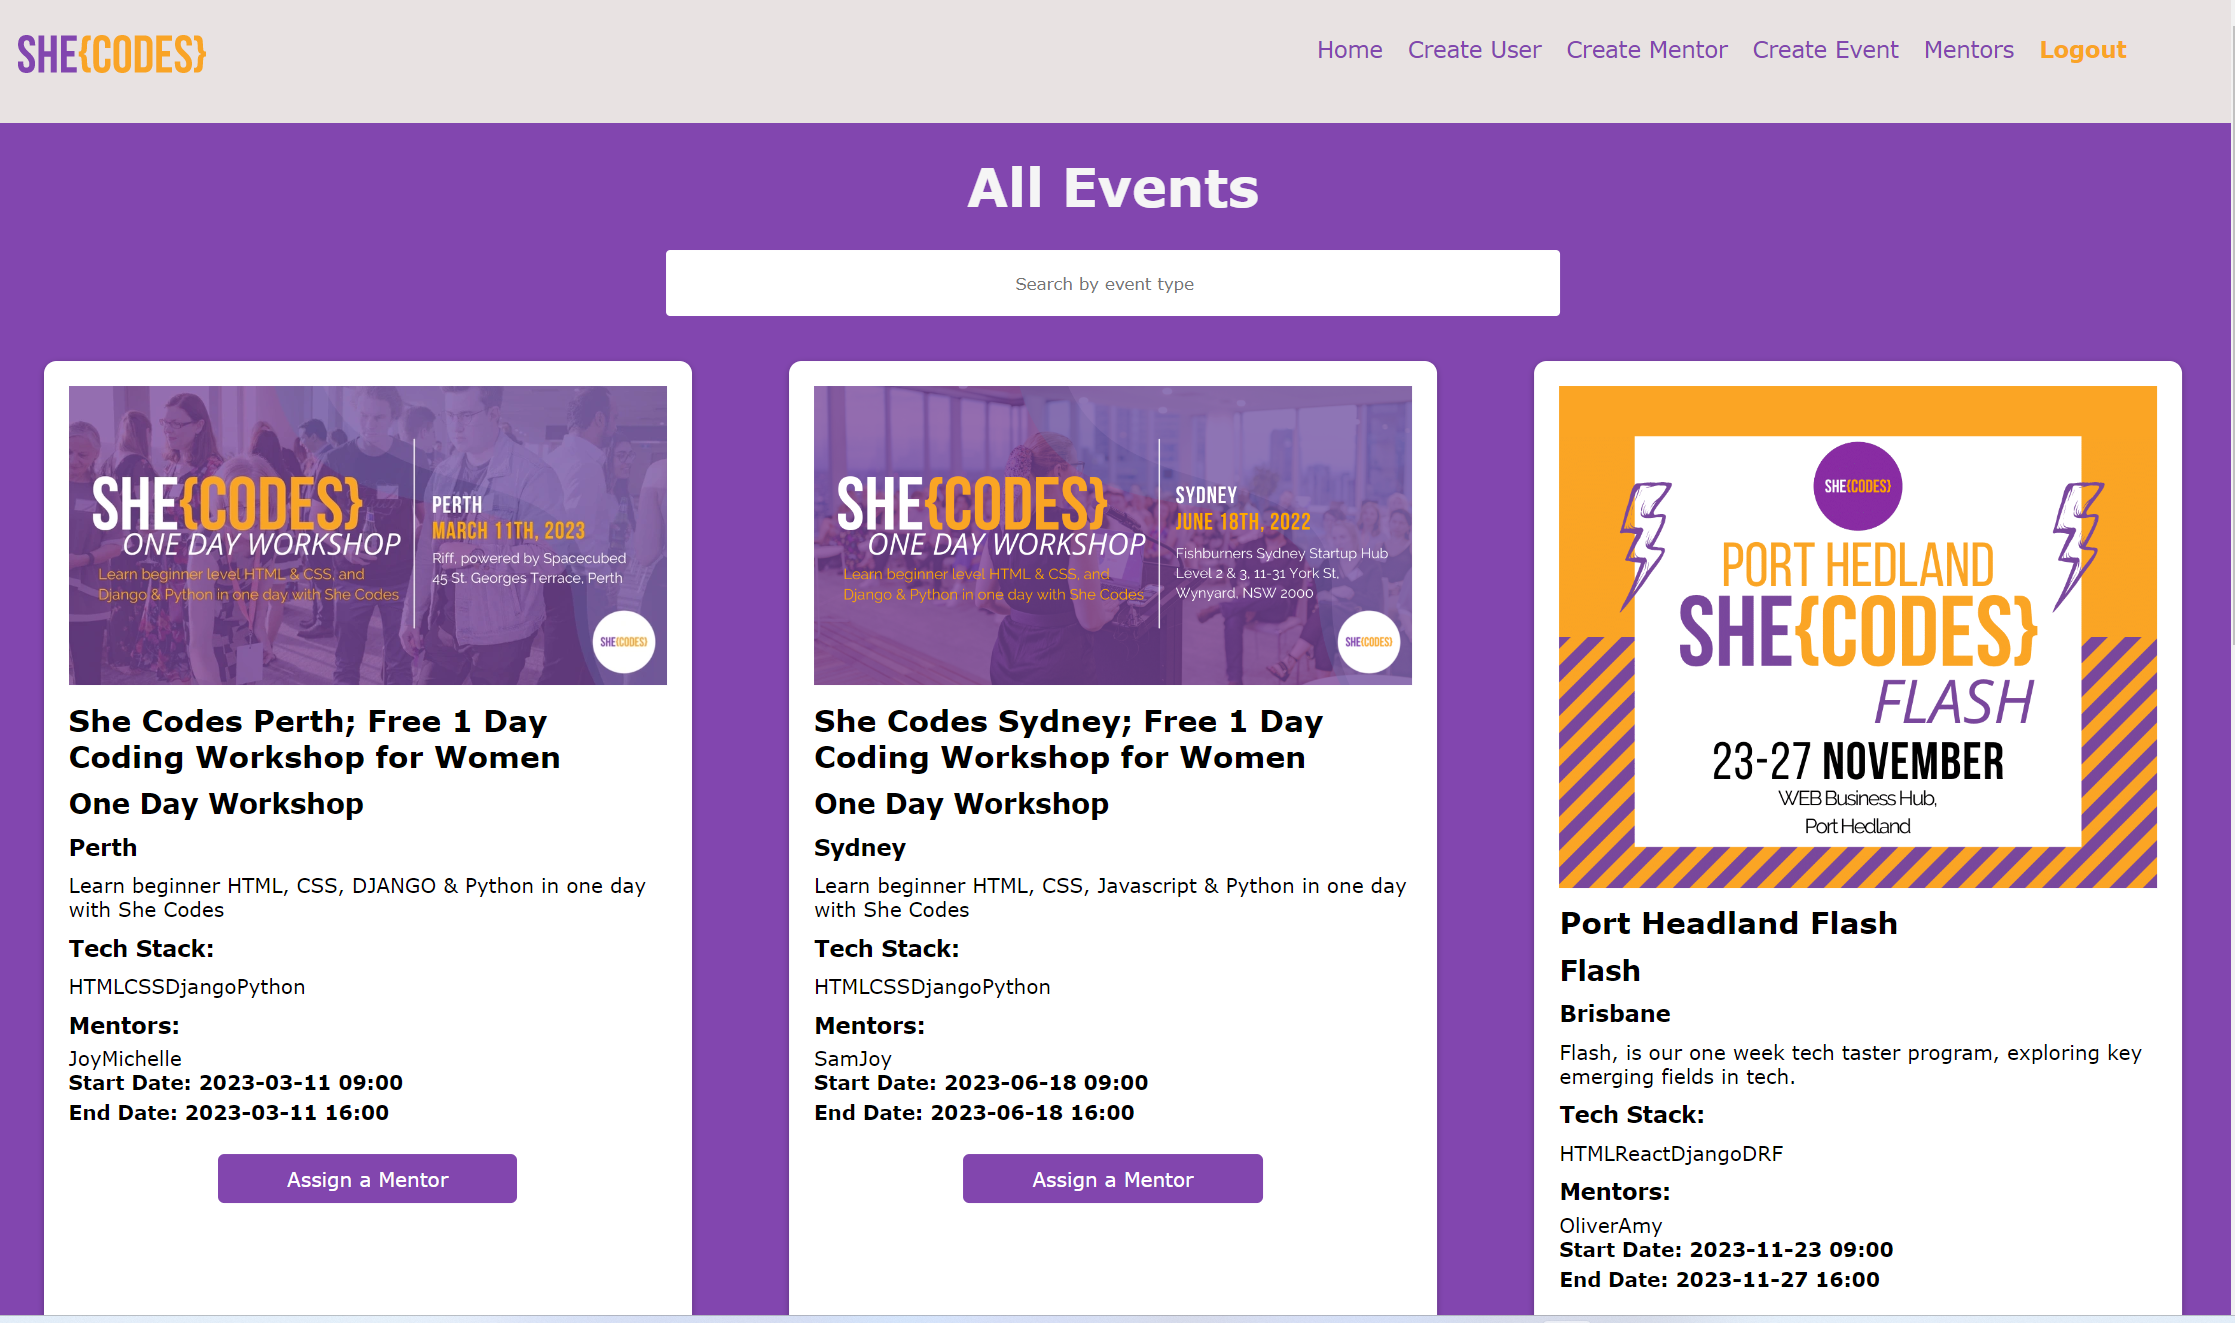 SHE{CODES}
Home Create User Create Mentor Create Event Mentors Logout
All Events
Search by event type
SHE{CODES}
ONE DAY WORKSHOP
Learn beginner level HTML & CSS, and
Django & Python in one day with She Codes
PERTH
MARCH 11TH, 2023
Riff, powered by Spacecubed
45 St. Georges Terrace, Perth
SHE{CODES}
She Codes Perth; Free 1 Day
Coding Workshop for Women
One Day Workshop
Perth
Learn beginner HTML, CSS, DJANGO & Python in one day
with She Codes
Tech Stack:
HTMLCSSDjangoPython
Mentors:
JoyMichelle
Start Date: 2023-03-11 09:00
End Date: 2023-03-11 16:00
Assign a Mentor
SHE{CODES}
ONE DAY WORKSHOP
Learn beginner level HTML & CSS, and
Django & Python in one day with She Codes
SYDNEY
JUNE 18TH, 2022
Fishburners Sydney Startup Hub
Level 2 & 3, 11-31 York St,
Wynyard, NSW 2000
SHE{CODES}
She Codes Sydney; Free 1 Day
Coding Workshop for Women
One Day Workshop
Sydney
Learn beginner HTML, CSS, Javascript & Python in one day
with She Codes
Tech Stack:
HTMLCSSDjangoPython
Mentors:
SamJoy
Start Date: 2023-06-18 09:00
End Date: 2023-06-18 16:00
Assign a Mentor
SHE{CODES}
PORT HEDLAND
SHE{CODES}
FLASH
23-27 NOVEMBER
WEB Business Hub,
Port Hedland
Port Headland Flash
Flash
Brisbane
Flash, is our one week tech taster program, exploring key
emerging fields in tech.
Tech Stack:
HTMLReactDjangoDRF
Mentors:
OliverAmy
Start Date: 2023-11-23 09:00
End Date: 2023-11-27 16:00